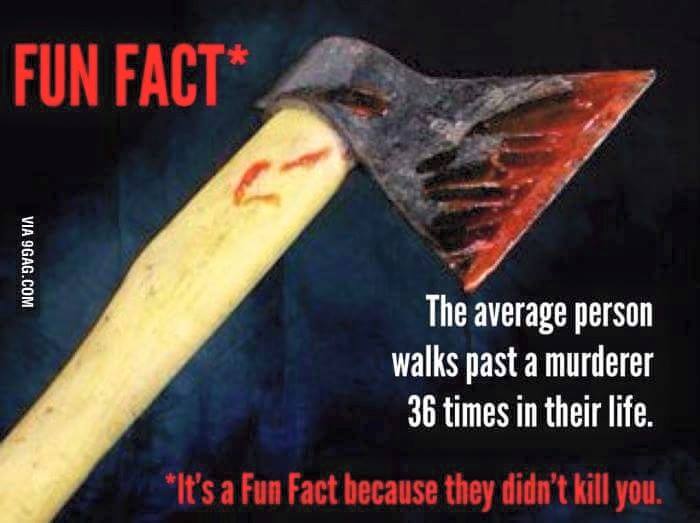 FUN FACT*
VIA 9GAG.COM
The average person
walks past a murderer
36 times in their life.
*It's a Fun Fact because they didn't kill you.